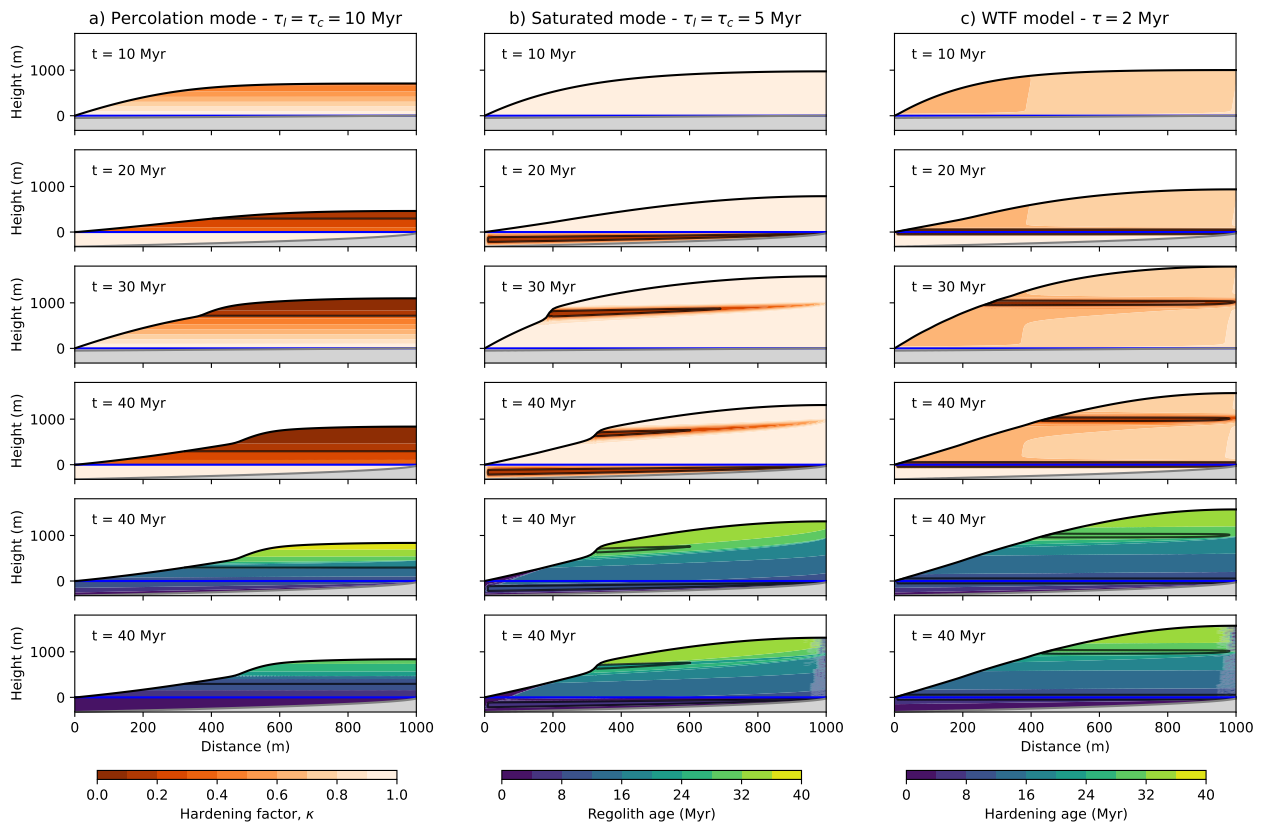 a) Percolation mode - τl = τc = 10 Myr
b) Saturated mode - τl = τc = 5 Myr
c) WTF model - τ = 2 Myr
Height (m)
1000
0
t = 10 Myr
t = 10 Myr
t = 10 Myr
Height (m)
1000
0
t = 20 Myr
t = 20 Myr
t = 20 Myr
Height (m)
1000
0
t = 30 Myr
t = 30 Myr
t = 30 Myr
Height (m)
1000
0
t = 40 Myr
t = 40 Myr
t = 40 Myr
Height (m)
1000
0
t = 40 Myr
t = 40 Myr
t = 40 Myr
Height (m)
1000
0
t = 40 Myr
t = 40 Myr
t = 40 Myr
0 200 400 600 800 1000
0 200 400 600 800 1000
0 200 400 600 800 1000
Distance (m)
Distance (m)
Distance (m)
0.0 0.2 0.4 0.6 0.8 1.0
Hardening factor, κ
0 8 16 24 32 40
Regolith age (Myr)
0 8 16 24 32 40
Hardening age (Myr)